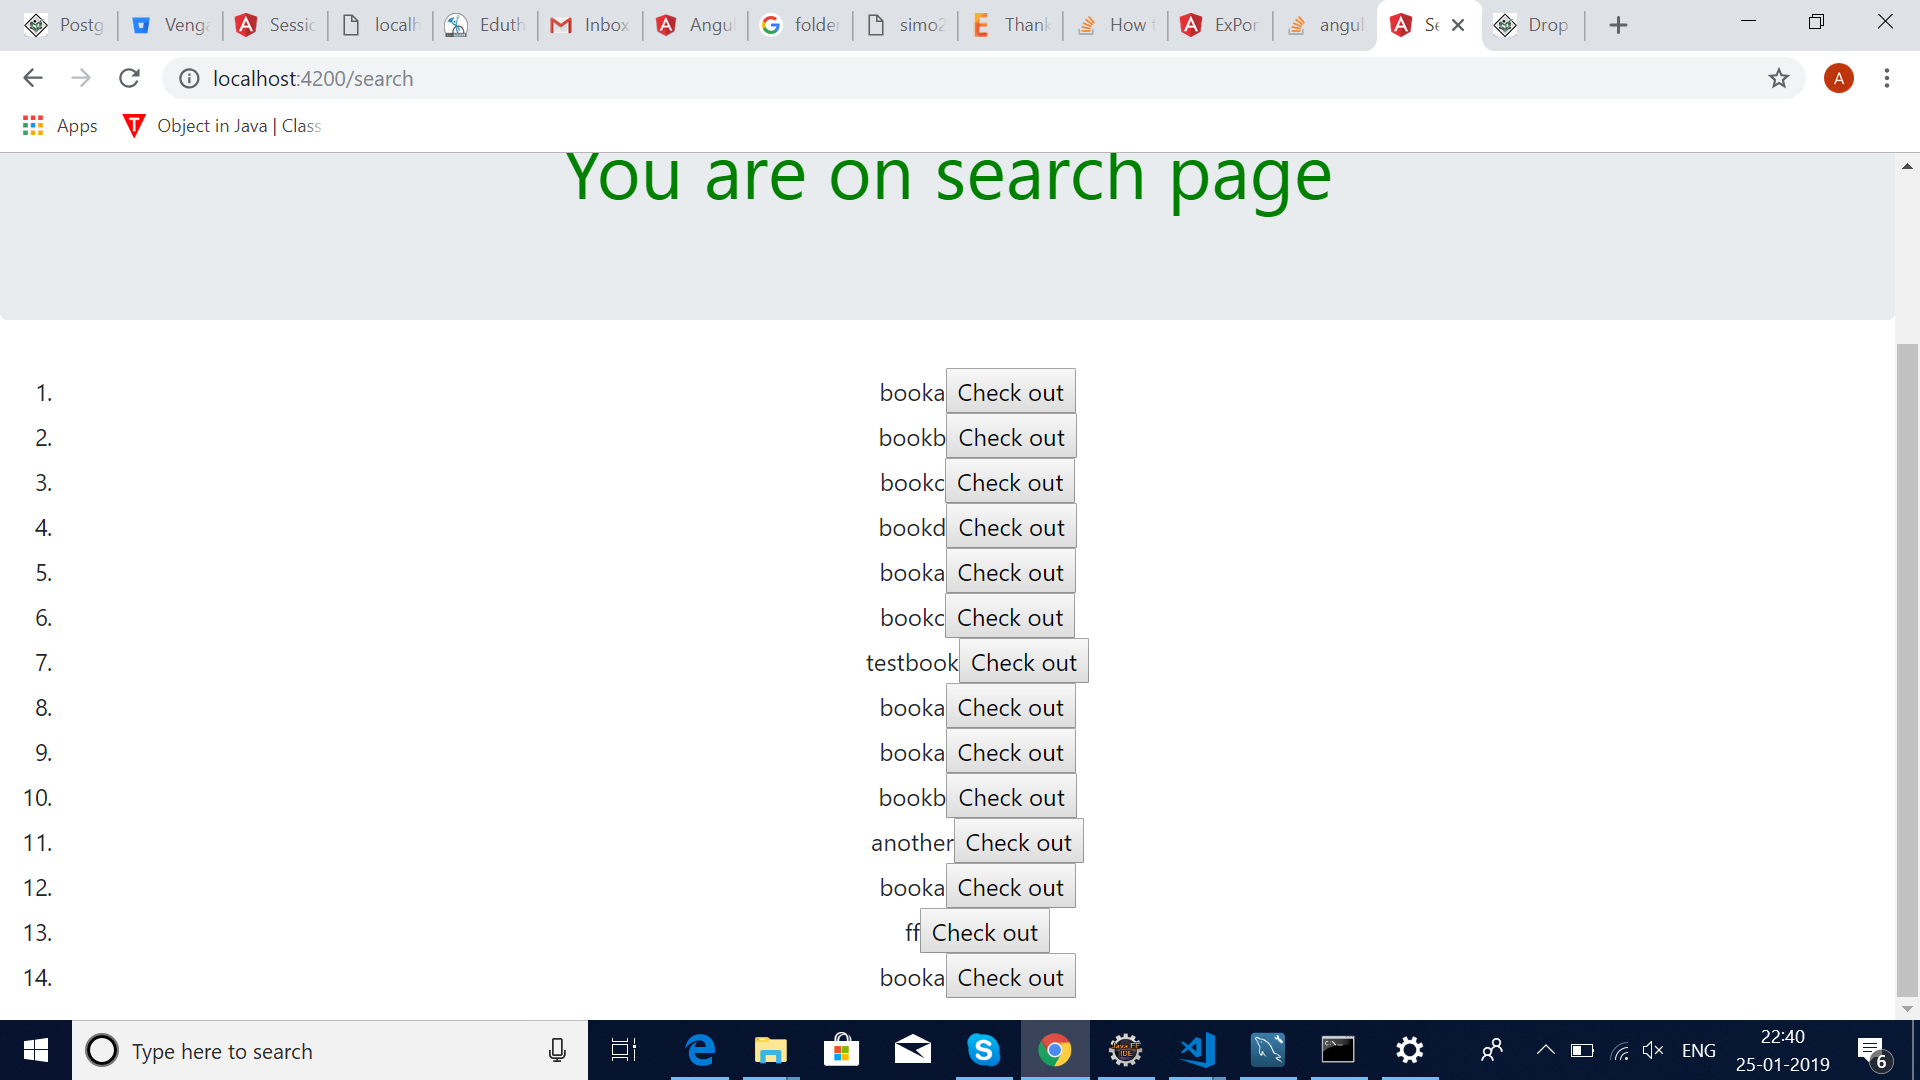 Postg Venga Sessic localh Eduth Inbox Angul folder simo2 Thank How t ExPor angul Se Drop
localhost:4200/search A
Apps Object in Java | Class
You are on search page
1. booka Check out
2. bookb Check out
3. bookc Check out
4. bookd Check out
5. booka Check out
6. bookc Check out
7. testbook Check out
8. booka Check out
9. booka Check out
10. bookb Check out
11. another Check out
12. booka Check out
13. ff Check out
14. booka Check out
Type here to search ENG 22:40
25-01-2019 6